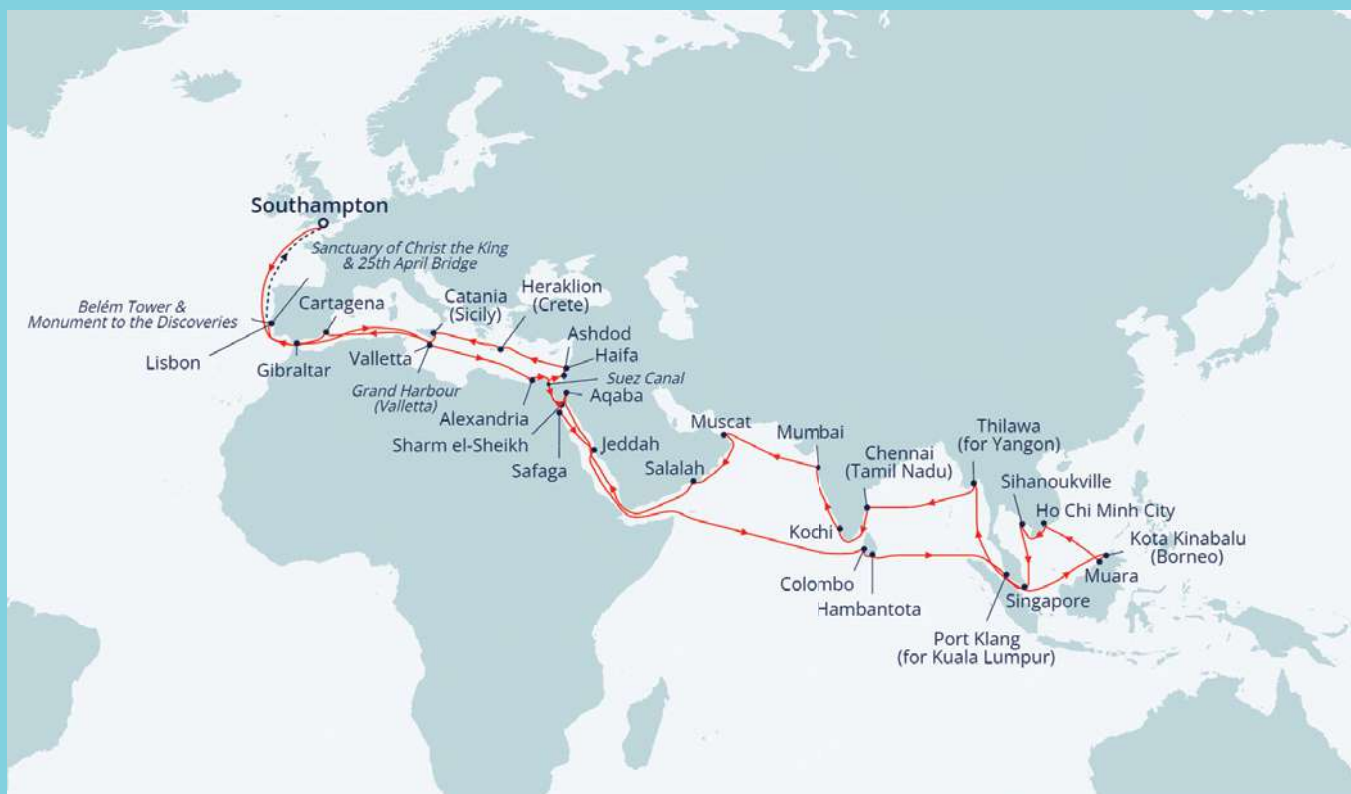 Southampton
Sanctuary of Christ the King
& 25th April Bridge
Belém Tower &
Monument to the Discoveries
Lisbon
Cartagena
Gibraltar
Catania
(Sicily)
Valletta
Grand Harbour
(Valletta)
Heraklion
(Crete)
Ashdod
Haifa
Suez Canal
Aqaba
Alexandria
Sharm el-Sheikh
Safaga
Jeddah
Salalah
Muscat
Mumbai
Chennai
(Tamil Nadu)
Kochi
Colombo
Hambantota
Thilawa
(for Yangon)
Sihanoukville
Ho Chi Minh City
Kota Kinabalu
(Borneo)
Muara
Singapore
Port Klang
(for Kuala Lumpur)